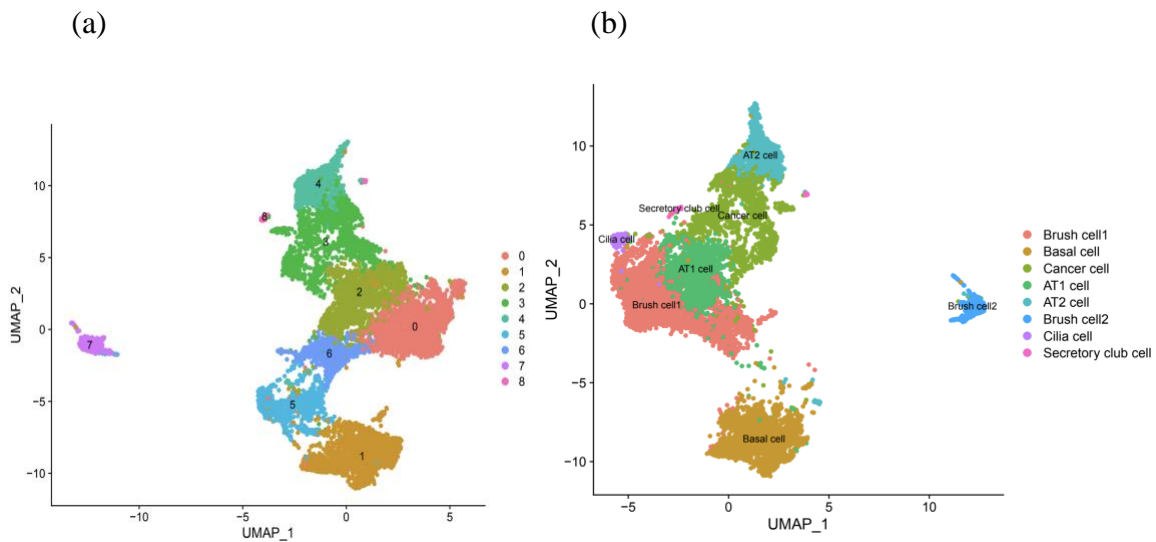 (a)
(b)
UMAP_2
10
5
0
−5
−10
−10
−5
0
5
UMAP_1
4
8
3
2
0
7
6
5
1
0
1
2
3
4
5
6
7
8
UMAP_2
10
5
0
−5
−10
−5
0
5
10
UMAP_1
AT2 cell
Secretory club cell
Cancer cell
Cilia cell
AT1 cell
Brush cell1
Brush cell2
Basal cell
Brush cell1
Basal cell
Cancer cell
AT1 cell
AT2 cell
Brush cell2
Cilia cell
Secretory club cell